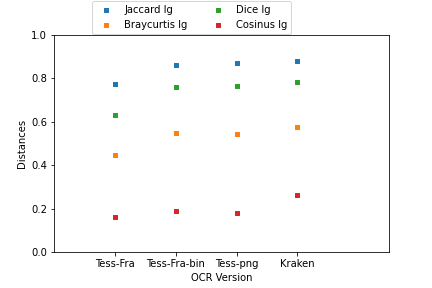 Jaccard lg Dice lg
Braycurtis lg Cosinus lg
1.0
0.8
0.6
0.4
0.2
0.0
Distances
Tess-Fra Tess-Fra-bin Tess-png Kraken
OCR Version